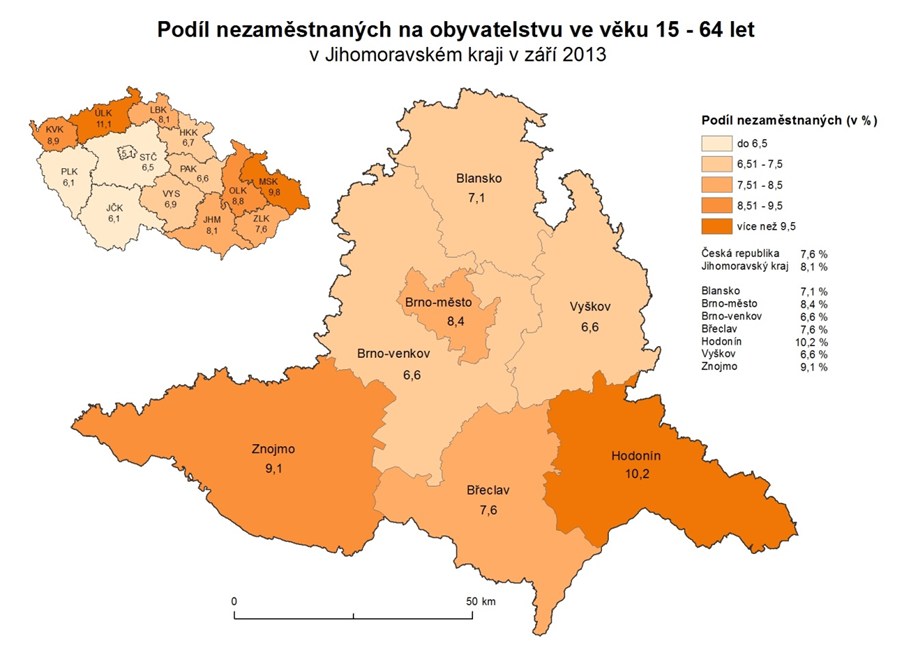 Podíl nezaměstnaných na obyvatelstvu ve věku 15 - 64 let
v Jihomoravském kraji v září 2013
ÚLK
11,1
LBK
8,1
KVK
8,9
HKK
6,7
5,1
STČ
6,5
PLK
6,1
PAK
6,6
MSK
9,8
OLK
8,8
VYS
6,9
JČK
6,1
JHM
8,1
ZLK
7,6
Podíl nezaměstnaných (v %)
do 6,5
6,51 - 7,5
7,51 - 8,5
8,51 - 9,5
více než 9,5
Česká republika 7,6 %
Jihomoravský kraj 8,1 %
Blansko 7,1 %
Brno-město 8,4 %
Brno-venkov 6,6 %
Břeclav 7,6 %
Hodonín 10,2 %
Vyškov 6,6 %
Znojmo 9,1 %
Blansko
7,1
Brno-město
8,4
Vyškov
6,6
Brno-venkov
6,6
Znojmo
9,1
Hodonín
10,2
Břeclav
7,6
0 50 km